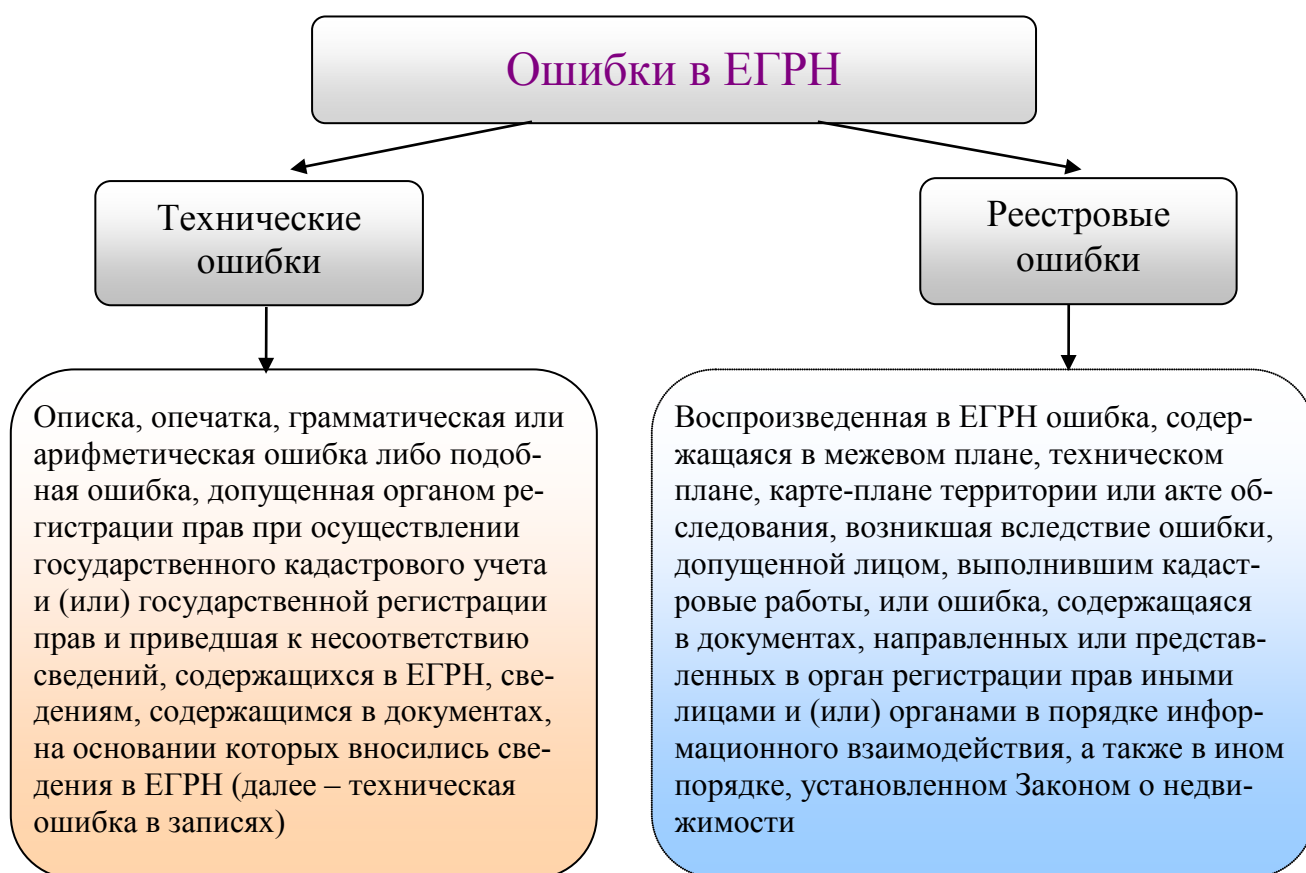 Ошибки в ЕГРН
Технические
ошибки
Реестровые
ошибки
Описка, опечатка, грамматическая или
арифметическая ошибка либо подоб-
ная ошибка, допущенная органом ре-
гистрации прав при осуществлении
государственного кадастрового учета
и (или) государственной регистрации
прав и приведшая к несоответствию
сведений, содержащихся в ЕГРН, све-
дениям, содержащимся в документах,
на основании которых вносились све-
дения в ЕГРН (далее – техническая
ошибка в записях)
Воспроизведенная в ЕГРН ошибка, содер-
жащаяся в межевом плане, техническом
плане, карте-плане территории или акте об-
следования, возникшая вследствие ошибки,
допущенной лицом, выполнившим кадаст-
ровые работы, или ошибка, содержащаяся
в документах, направленных или представ-
ленных в орган регистрации прав иными
лицами и (или) органами в порядке инфор-
мационного взаимодействия, а также в ином
порядке, установленном Законом о недви-
жимости